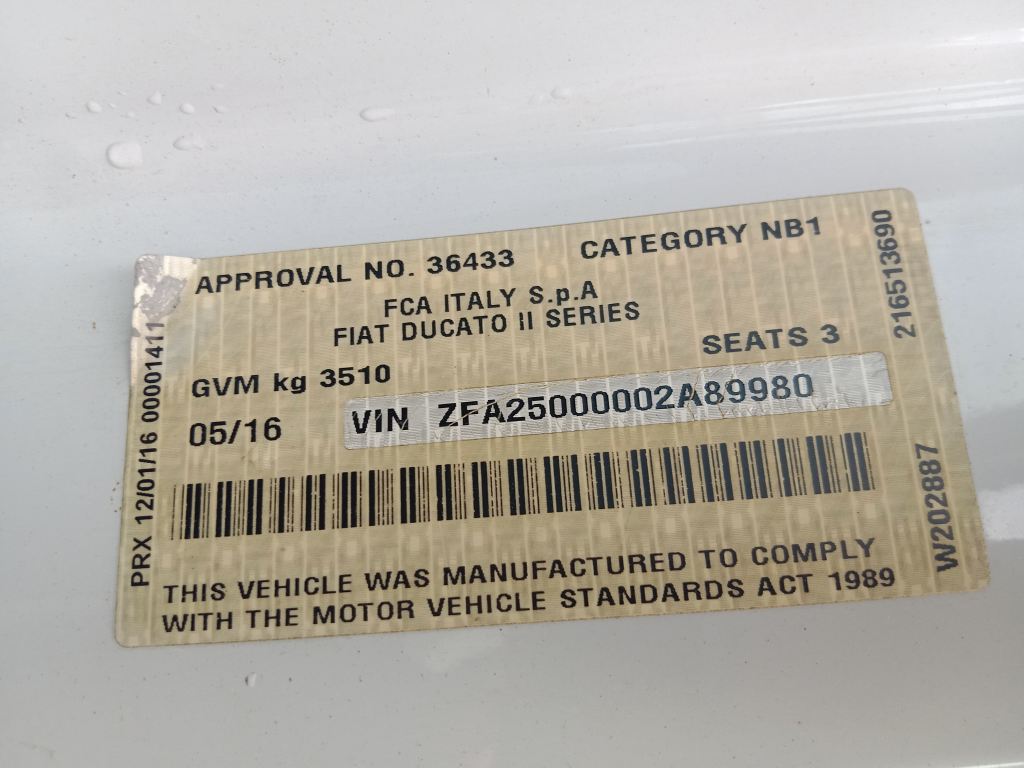 APPROVAL NO. 36433
CATEGORY NB1
FCA ITALY S.p.A
FIAT DUCATO II SERIES
SEATS 3
GVM kg 3510
05/16
VIN ZFA25000002A89980
THIS VEHICLE WAS MANUFACTURED TO COMPLY
WITH THE MOTOR VEHICLE STANDARDS ACT 1989
PRX 12/01/16 00001411
216513690
W202887